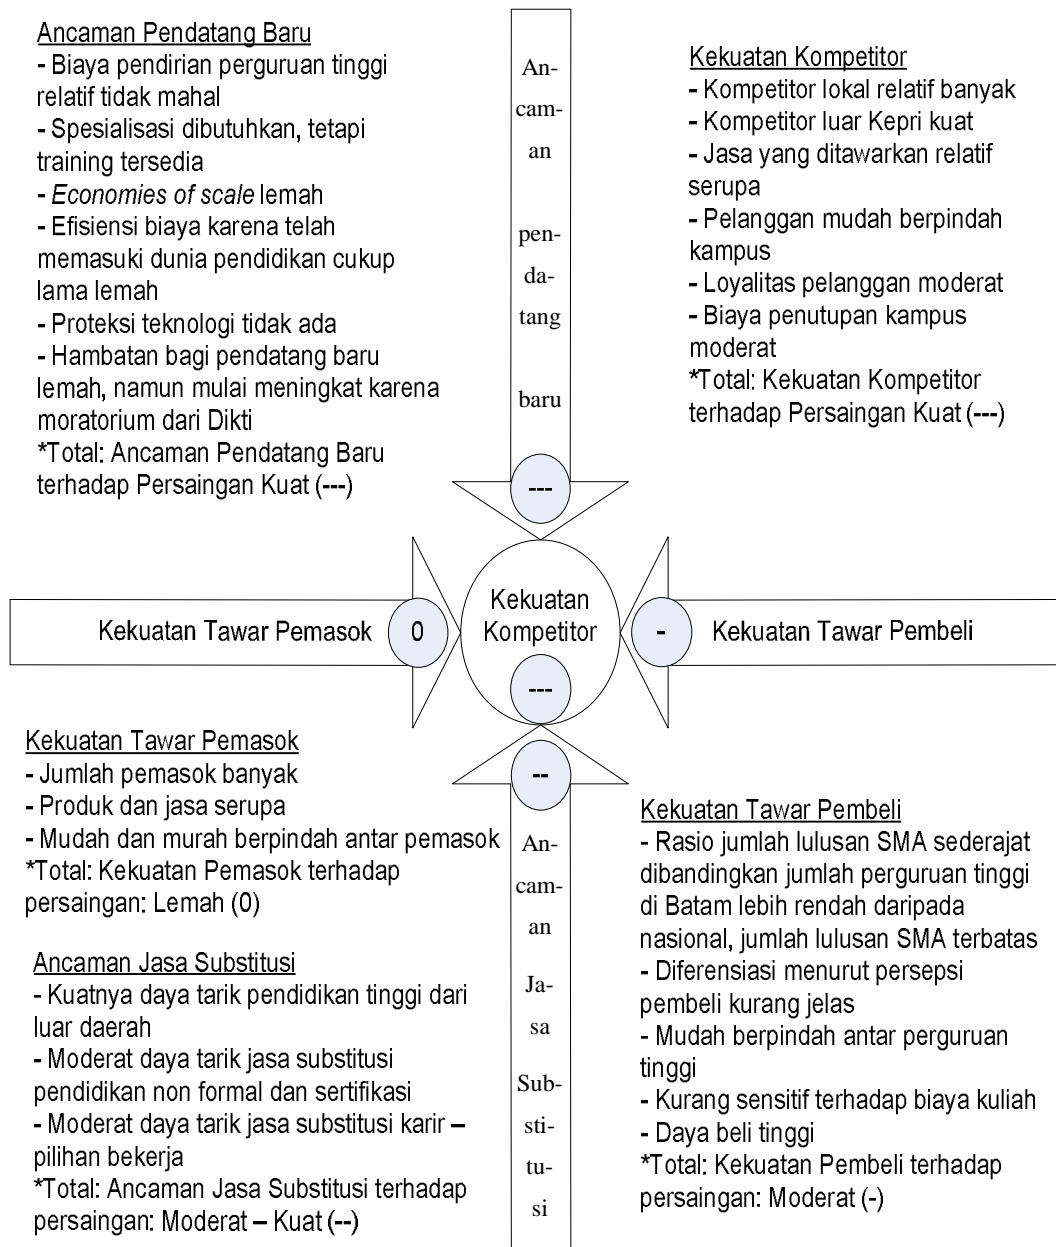 Ancaman Pendatang Baru
- Biaya pendirian perguruan tinggi
relatif tidak mahal
- Spesialisasi dibutuhkan, tetapi
training tersedia
- Economies of scale lemah
- Efisiensi biaya karena telah
memasuki dunia pendidikan cukup
lama lemah
- Proteksi teknologi tidak ada
- Hambatan bagi pendatang baru
lemah, namun mulai meningkat karena
moratorium dari Dikti
*Total: Ancaman Pendatang Baru
terhadap Persaingan Kuat (---)
An-
cam-
an
pen-
da-
tang
baru
---
Kekuatan Kompetitor
- Kompetitor lokal relatif banyak
- Kompetitor luar Kepri kuat
- Jasa yang ditawarkan relatif
serupa
- Pelanggan mudah berpindah
kampus
- Loyalitas pelanggan moderat
- Biaya penutupan kampus
moderat
*Total: Kekuatan Kompetitor
terhadap Persaingan Kuat (---)
Kekuatan Tawar Pemasok
0
Kekuatan
Kompetitor
---
-
Kekuatan Tawar Pembeli
Kekuatan Tawar Pemasok
- Jumlah pemasok banyak
- Produk dan jasa serupa
- Mudah dan murah berpindah antar pemasok
*Total: Kekuatan Pemasok terhadap
persaingan: Lemah (0)
Ancaman Jasa Substitusi
- Kuatnya daya tarik pendidikan tinggi dari
luar daerah
- Moderat daya tarik jasa substitusi
pendidikan non formal dan sertifikasi
- Moderat daya tarik jasa substitusi karir –
pilihan bekerja
*Total: Ancaman Jasa Substitusi terhadap
persaingan: Moderat – Kuat (--)
--
An-
cam-
an
Ja-
sa
Sub-
sti-
tu-
si
Kekuatan Tawar Pembeli
- Rasio jumlah lulusan SMA sederajat
dibandingkan jumlah perguruan tinggi
di Batam lebih rendah daripada
nasional, jumlah lulusan SMA terbatas
- Diferensiasi menurut persepsi
pembeli kurang jelas
- Mudah berpindah antar perguruan
tinggi
- Kurang sensitif terhadap biaya kuliah
- Daya beli tinggi
*Total: Kekuatan Pembeli terhadap
persaingan: Moderat (-)